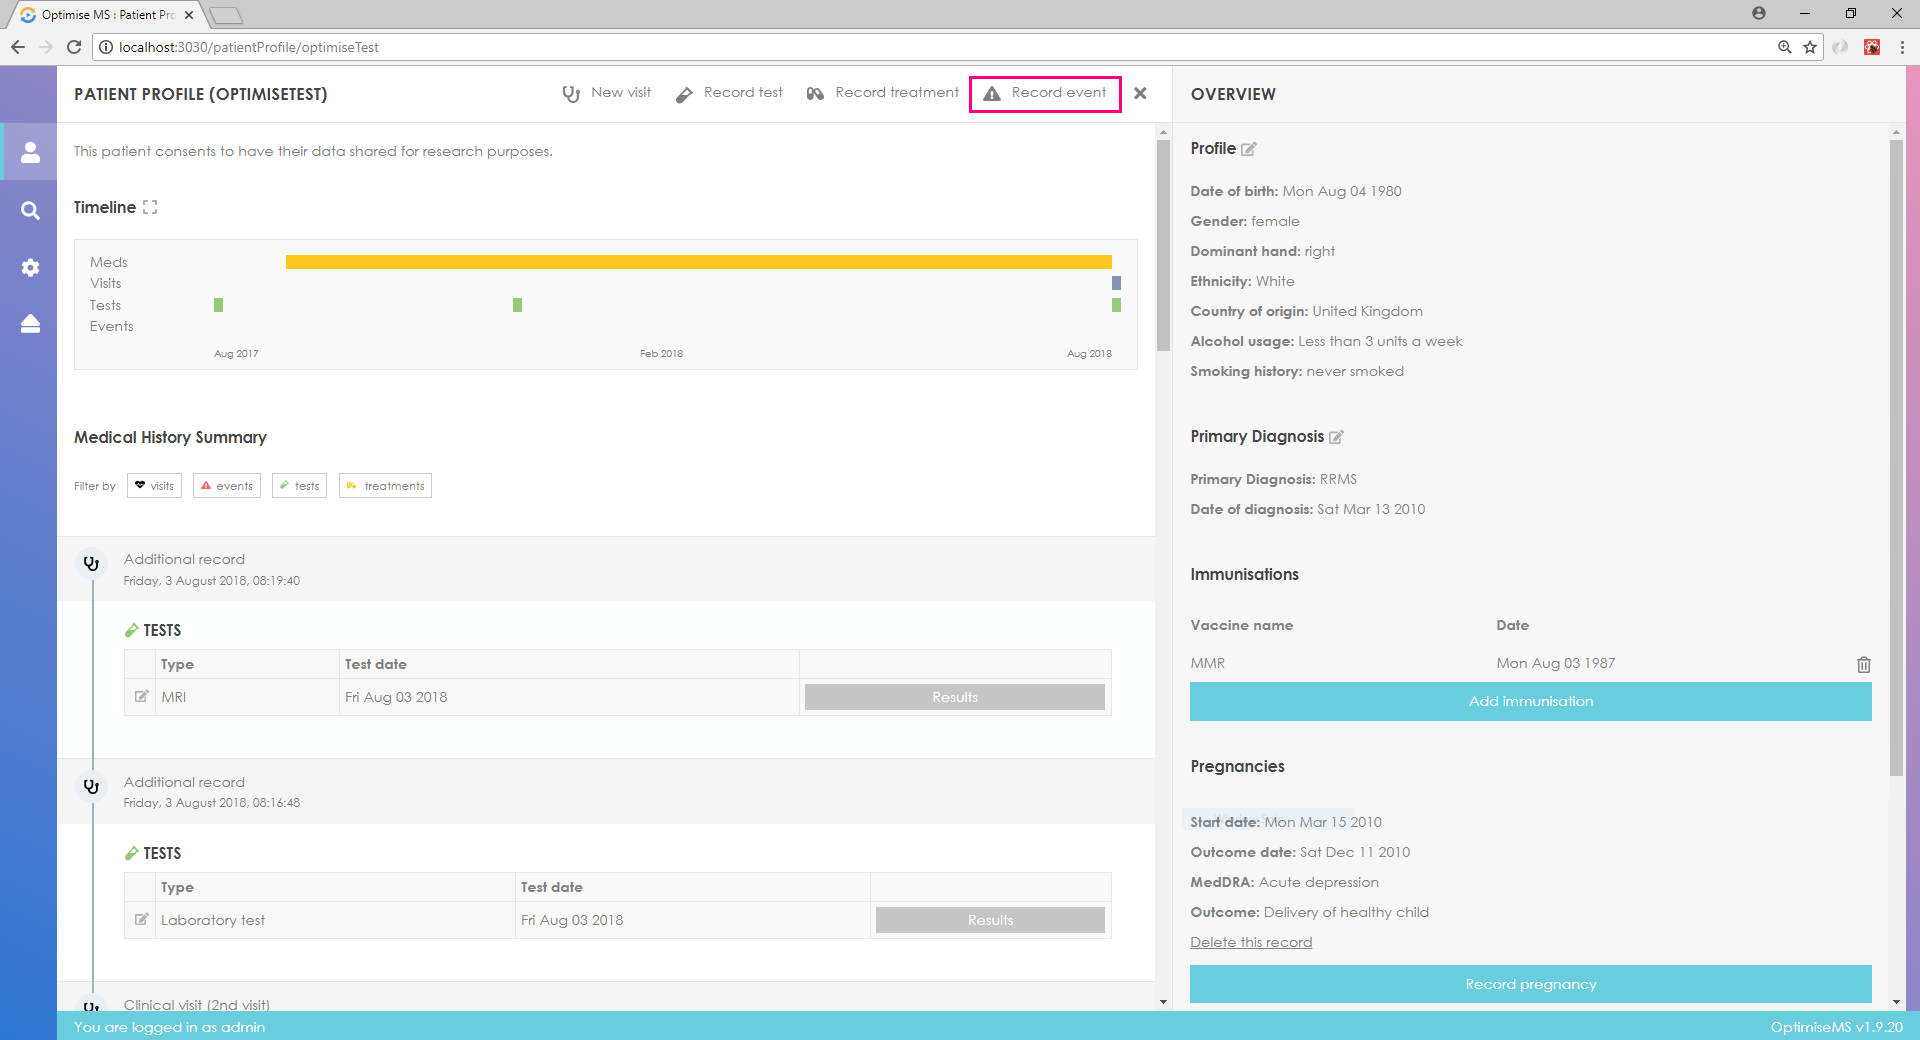 Optimise MS : Patient Pro
localhost:3030/patientProfile/optimiseTest
PATIENT PROFILE (OPTIMISETEST)
New visit
Record test
Record treatment
Record event
OVERVIEW
This patient consents to have their data shared for research purposes.
Timeline
Meds
Visits
Tests
Events
Aug 2017
Feb 2018
Aug 2018
Medical History Summary
Filter by
visits
events
tests
treatments
Additional record
Friday, 3 August 2018, 08:19:40
TESTS
Type Test date
MRI Fri Aug 03 2018 Results
Additional record
Friday, 3 August 2018, 08:16:48
TESTS
Type Test date
Laboratory test Fri Aug 03 2018 Results
Clinical visit (2nd visit)
Profile
Date of birth: Mon Aug 04 1980
Gender: female
Dominant hand: right
Ethnicity: White
Country of origin: United Kingdom
Alcohol usage: Less than 3 units a week
Smoking history: never smoked
Primary Diagnosis
Primary Diagnosis: RRMS
Date of diagnosis: Sat Mar 13 2010
Immunisations
Vaccine name Date
MMR Mon Aug 03 1987
Add immunisation
Pregnancies
Start date: Mon Mar 15 2010
Outcome date: Sat Dec 11 2010
MedDRA: Acute depression
Outcome: Delivery of healthy child
Delete this record
Record pregnancy
You are logged in as admin
OptimiseMS v1.9.20